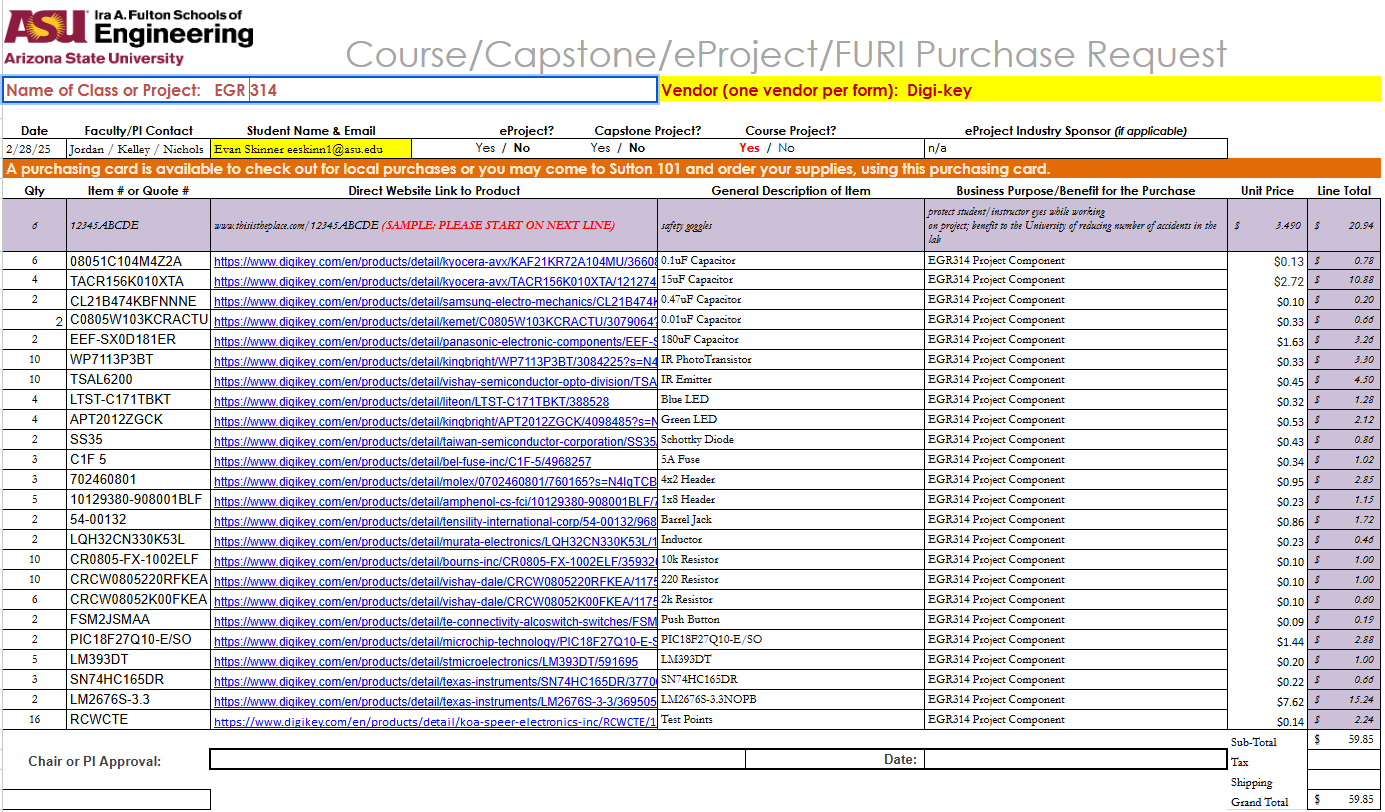 ASU Ira A. Fulton Schools of
Engineering
Arizona State University
Course/Capstone/eProject/FURI Purchase Request
Name of Class or Project: EGR 314 Vendor (one vendor per form): Digi-key
Date Faculty/PI Contact Student Name & Email eProject? Capstone Project? Course Project? eProject Industry Sponsor (if applicable)
2/28/25 Jordan / Kelley / Nichols Evan Skinner eeskinn1@asu.edu Yes / No Yes / No Yes / No n/a
A purchasing card is available to check out for local purchases or you may come to Sutton 101 and order your supplies, using this purchasing card.
Qty Item # or Quote # Direct Website Link to Product General Description of Item Business Purpose/Benefit for the Purchase Unit Price Line Total
6 12345ABCDE www.thisistheplace.com/12345ABCDE (SAMPLE: PLEASE START ON NEXT LINE) safety goggles protect student/instructor eyes while working
on project; benefit to the University of reducing number of accidents in the
lab $ 3.490 $ 20.94
6 08051C104M4Z2A https://www.digikey.com/en/products/detail/kyocera-avx/KAF21KR72A104MU/36608 0.1uF Capacitor EGR314 Project Component $0.13 $ 0.78
4 TACR156K010XTA https://www.digikey.com/en/products/detail/kyocera-avx/TACR156K010XTA/121274 15uF Capacitor EGR314 Project Component $2.72 $ 10.88
2 CL21B474KBFNNNE https://www.digikey.com/en/products/detail/samsung-electro-mechanics/CL21B474K 0.47uF Capacitor EGR314 Project Component $0.10 $ 0.20
2 C0805W103KCRACTU https://www.digikey.com/en/products/detail/kemet/C0805W103KCRACTU/3079064? 0.01uF Capacitor EGR314 Project Component $0.33 $ 0.66
2 EEF-SX0D181ER https://www.digikey.com/en/products/detail/panasonic-electronic-components/EEF-S 180uF Capacitor EGR314 Project Component $1.63 $ 3.26
10 WP7113P3BT https://www.digikey.com/en/products/detail/kingbright/WP7113P3BT/3084225?s=N4 IR PhotoTransistor EGR314 Project Component $0.33 $ 3.30
10 TSAL6200 https://www.digikey.com/en/products/detail/vishay-semiconductor-opto-division/TSA IR Emitter EGR314 Project Component $0.45 $ 4.50
4 LTST-C171TBKT https://www.digikey.com/en/products/detail/liteon/LTST-C171TBKT/388528 Blue LED EGR314 Project Component $0.32 $ 1.28
4 APT2012ZGCK https://www.digikey.com/en/products/detail/kingbright/APT2012ZGCK/4098485?s=N Green LED EGR314 Project Component $0.53 $ 2.12
2 SS35 https://www.digikey.com/en/products/detail/taiwan-semiconductor-corporation/SS35 Schottky Diode EGR314 Project Component $0.43 $ 0.86
3 C1F 5 https://www.digikey.com/en/products/detail/bel-fuse-inc/C1F-5/4968257 5A Fuse EGR314 Project Component $0.34 $ 1.02
3 702460801 https://www.digikey.com/en/products/detail/molex/0702460801/760165?s=N4IgTCB 4x2 Header EGR314 Project Component $0.95 $ 2.85
5 10129380-908001BLF https://www.digikey.com/en/products/detail/amphenol-cs-fci/10129380-908001BLF/7 1x8 Header EGR314 Project Component $0.23 $ 1.15
2 54-00132 https://www.digikey.com/en/products/detail/tensility-international-corp/54-00132/968 Barrel Jack EGR314 Project Component $0.86 $ 1.72
2 LQH32CN330K53L https://www.digikey.com/en/products/detail/murata-electronics/LQH32CN330K53L/1 Inductor EGR314 Project Component $0.23 $ 0.46
10 CR0805-FX-1002ELF https://www.digikey.com/en/products/detail/bourns-inc/CR0805-FX-1002ELF/359320 10k Resistor EGR314 Project Component $0.10 $ 1.00
10 CRCW0805220RFKEA https://www.digikey.com/en/products/detail/vishay-dale/CRCW0805220RFKEA/1175 220 Resistor EGR314 Project Component $0.10 $ 1.00
6 CRCW08052K00FKEA https://www.digikey.com/en/products/detail/vishay-dale/CRCW08052K00FKEA/1175 2k Resistor EGR314 Project Component $0.10 $ 0.60
2 FSM2JSMAA https://www.digikey.com/en/products/detail/te-connectivity-alcoswitch-switches/FSM Push Button EGR314 Project Component $0.09 $ 0.19
2 PIC18F27Q10-E/SO https://www.digikey.com/en/products/detail/microchip-technology/PIC18F27Q10-E-S PIC18F27Q10-E/SO EGR314 Project Component $1.44 $ 2.88
5 LM393DT https://www.digikey.com/en/products/detail/stmicroelectronics/LM393DT/591695 LM393DT EGR314 Project Component $0.20 $ 1.00
3 SN74HC165DR https://www.digikey.com/en/products/detail/texas-instruments/SN74HC165DR/3770 SN74HC165DR EGR314 Project Component $0.22 $ 0.66
2 LM2676S-3.3 https://www.digikey.com/en/products/detail/texas-instruments/LM2676S-3-3/369505 LM2676S-3.3NOPB EGR314 Project Component $7.62 $ 15.24
16 RCWCTE https://www.digikey.com/en/products/detail/koa-speer-electronics-inc/RCWCTE/1 Test Points EGR314 Project Component $0.14 $ 2.24
Sub-Total $ 59.85
Chair or PI Approval: Date: Tax
Shipping
Grand Total $ 59.85